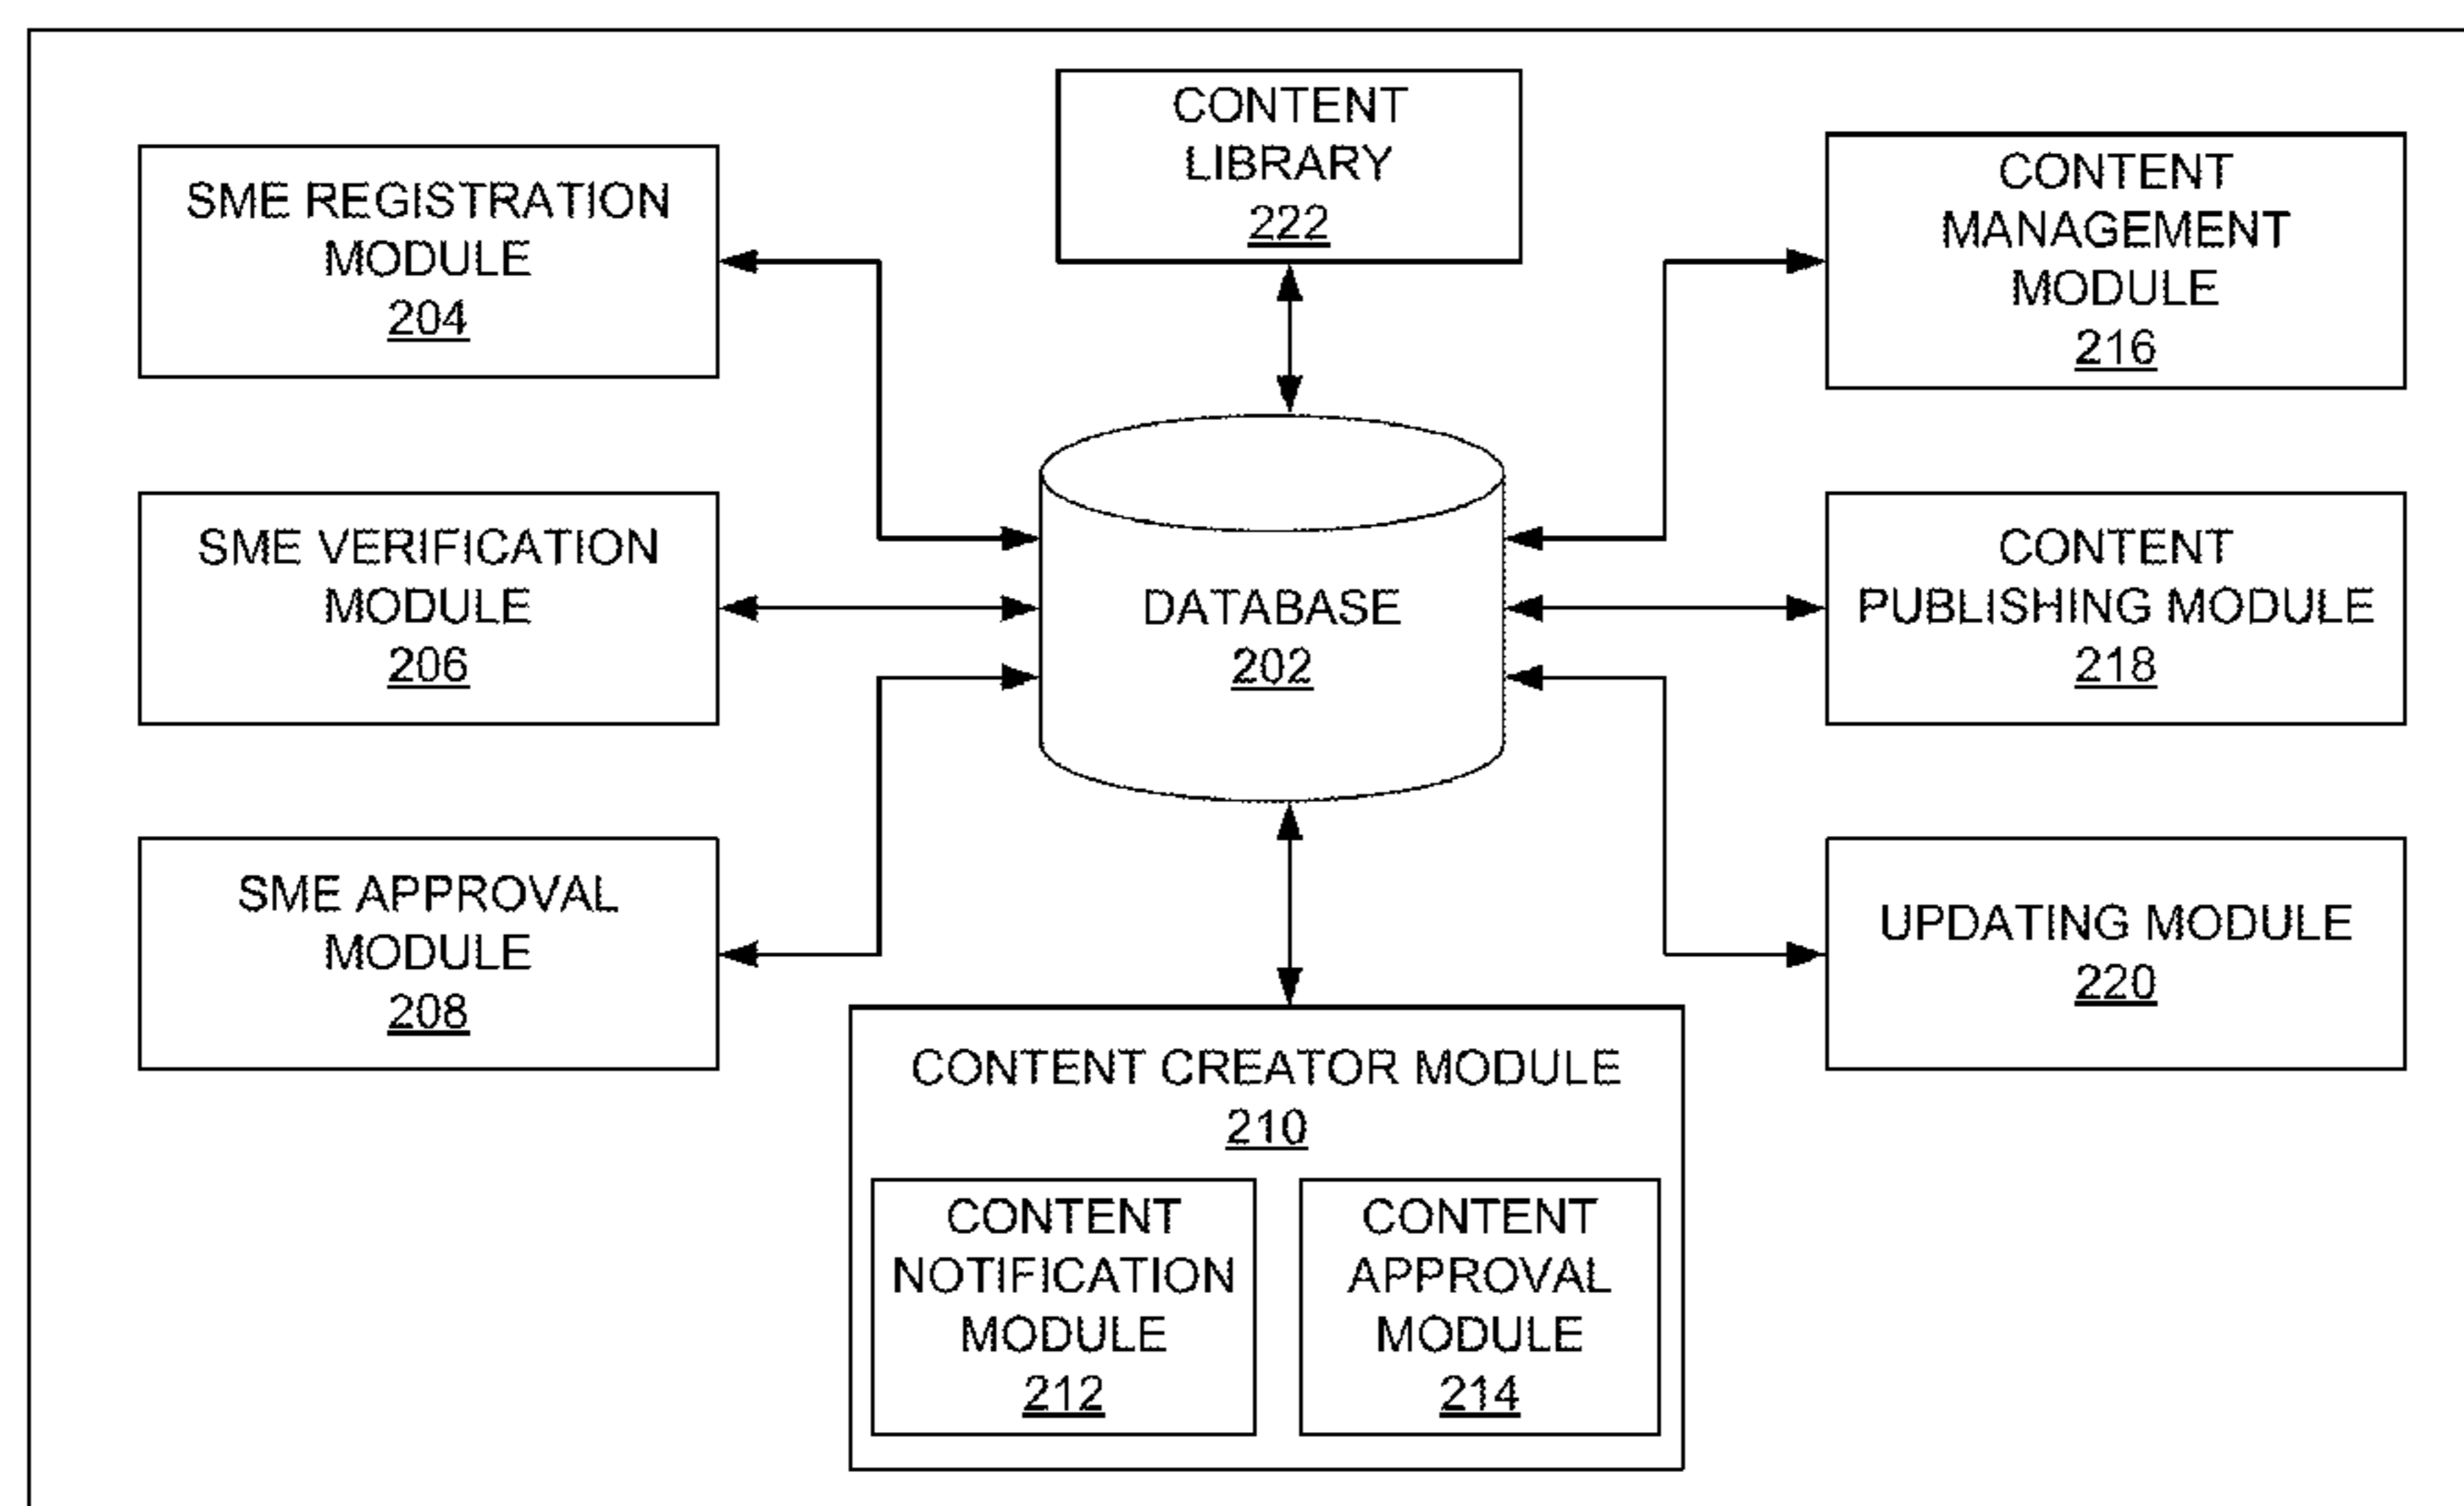 CONTENT
LIBRARY
222
SME REGISTRATION
MODULE
204
CONTENT
MANAGEMENT
MODULE
216
SME VERIFICATION
MODULE
206
DATABASE
202
CONTENT
PUBLISHING MODULE
218
SME APPROVAL
MODULE
208
UPDATING MODULE
220
CONTENT CREATOR MODULE
210
CONTENT
NOTIFICATION
MODULE
212
CONTENT
APPROVAL
MODULE
214